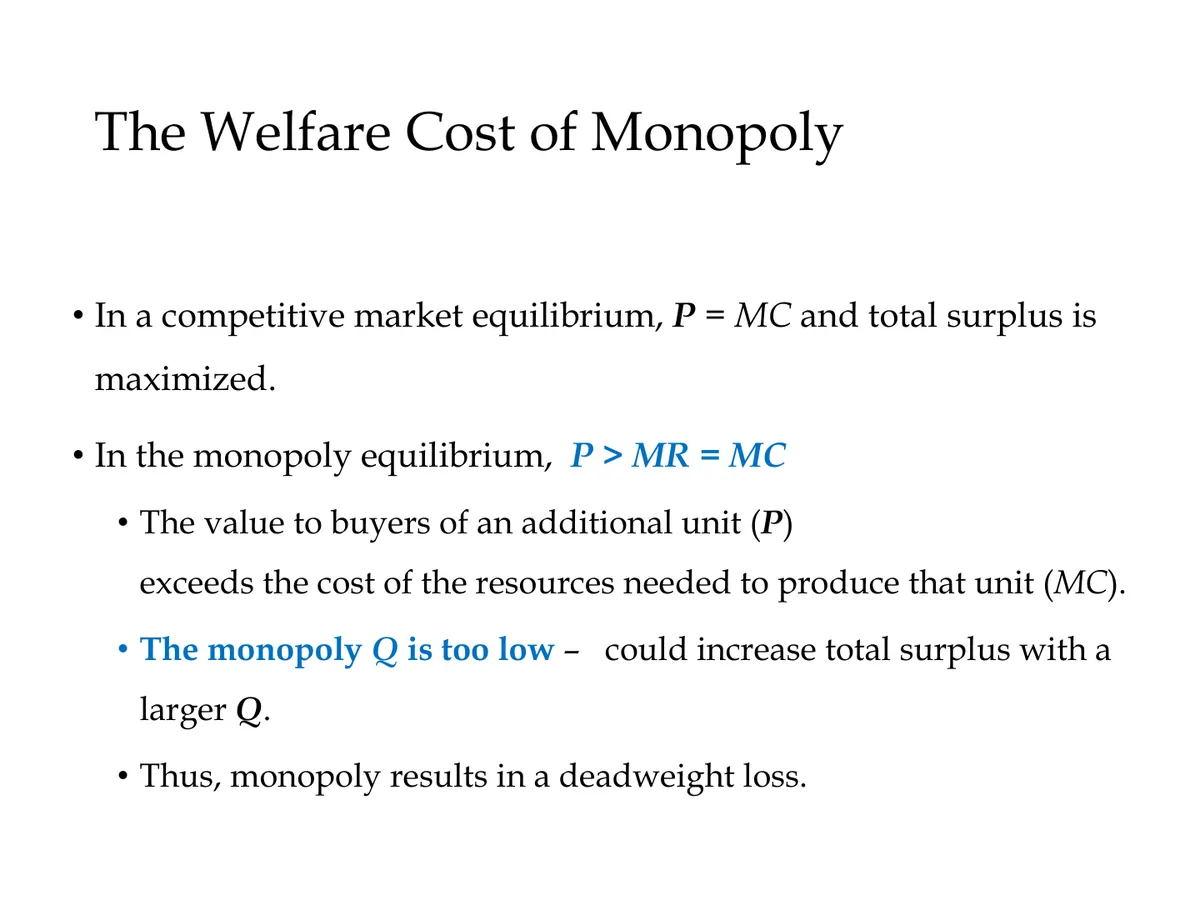 The Welfare Cost of Monopoly
• In a competitive market equilibrium, P = MC and total surplus is
maximized.
• In the monopoly equilibrium, P > MR = MC
• The value to buyers of an additional unit (P)
exceeds the cost of the resources needed to produce that unit (MC).
• The monopoly Q is too low – could increase total surplus with a
larger Q.
• Thus, monopoly results in a deadweight loss.